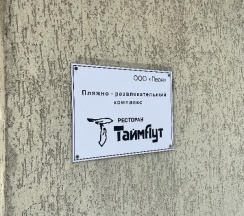 ООО «Леон»
Пляжно - развлекательный
комплекс
РЕСТОРАН
ТаймАут